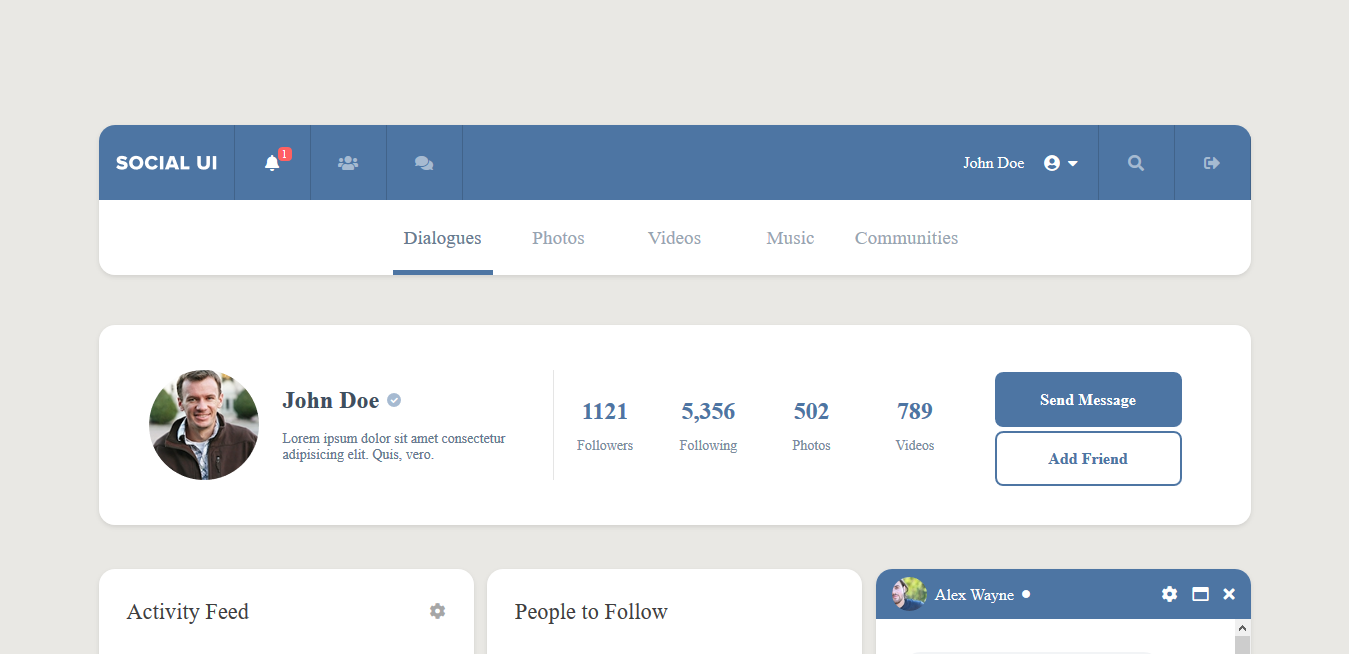 SOCIAL UI
1
John Doe
Dialogues
Photos
Videos
Music
Communities
John Doe
Lorem ipsum dolor sit amet consectetur
adipisicing elit. Quis, vero.
1121
Followers
5,356
Following
502
Photos
789
Videos
Send Message
Add Friend
Activity Feed
People to Follow
Alex Wayne